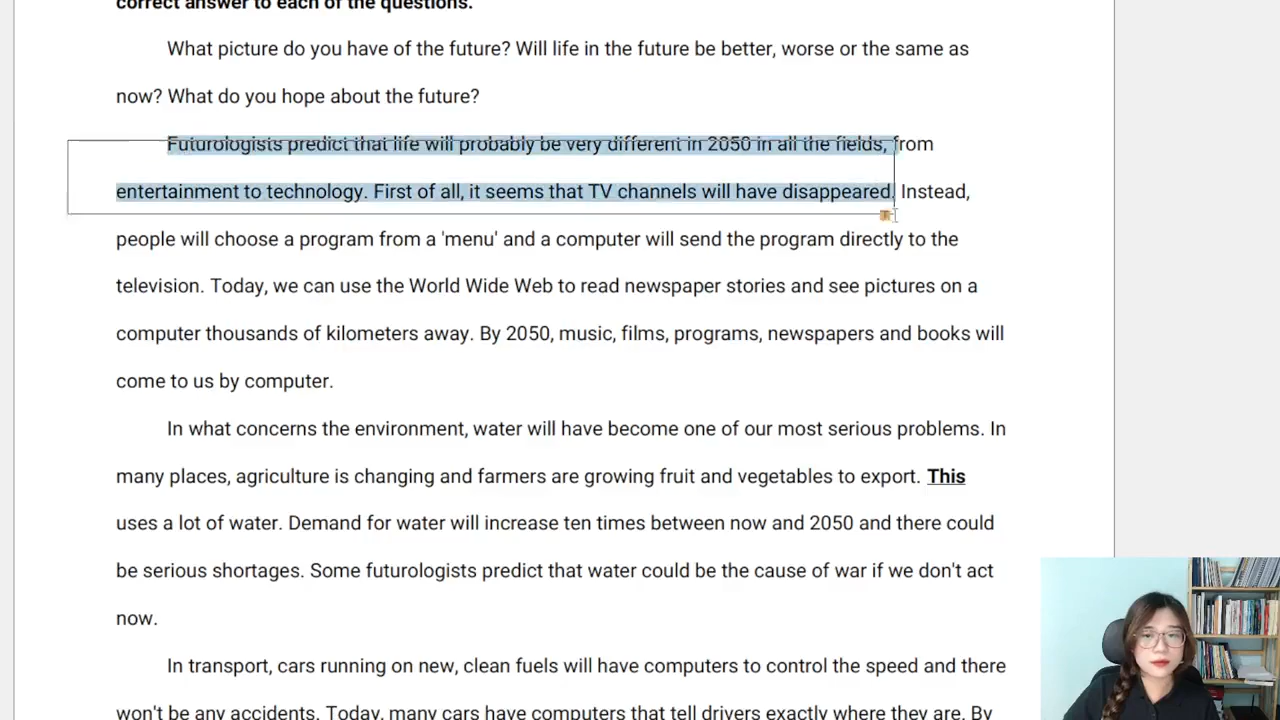 correct answer to each of the questions.
What picture do you have of the future? Will life in the future be better, worse or the same as
now? What do you hope about the future?
Futurologists predict that life will probably be very different in 2050 in all the fields, from
entertainment to technology. First of all, it seems that TV channels will have disappeared. Instead,
people will choose a program from a 'menu' and a computer will send the program directly to the
television. Today, we can use the World Wide Web to read newspaper stories and see pictures on a
computer thousands of kilometers away. By 2050, music, films, programs, newspapers and books will
come to us by computer.
In what concerns the environment, water will have become one of our most serious problems. In
many places, agriculture is changing and farmers are growing fruit and vegetables to export. This
uses a lot of water. Demand for water will increase ten times between now and 2050 and there could
be serious shortages. Some futurologists predict that water could be the cause of war if we don't act
now.
In transport, cars running on new, clean fuels will have computers to control the speed and there
won't be any accidents. Today, many cars have computers that tell drivers exactly where they are. By